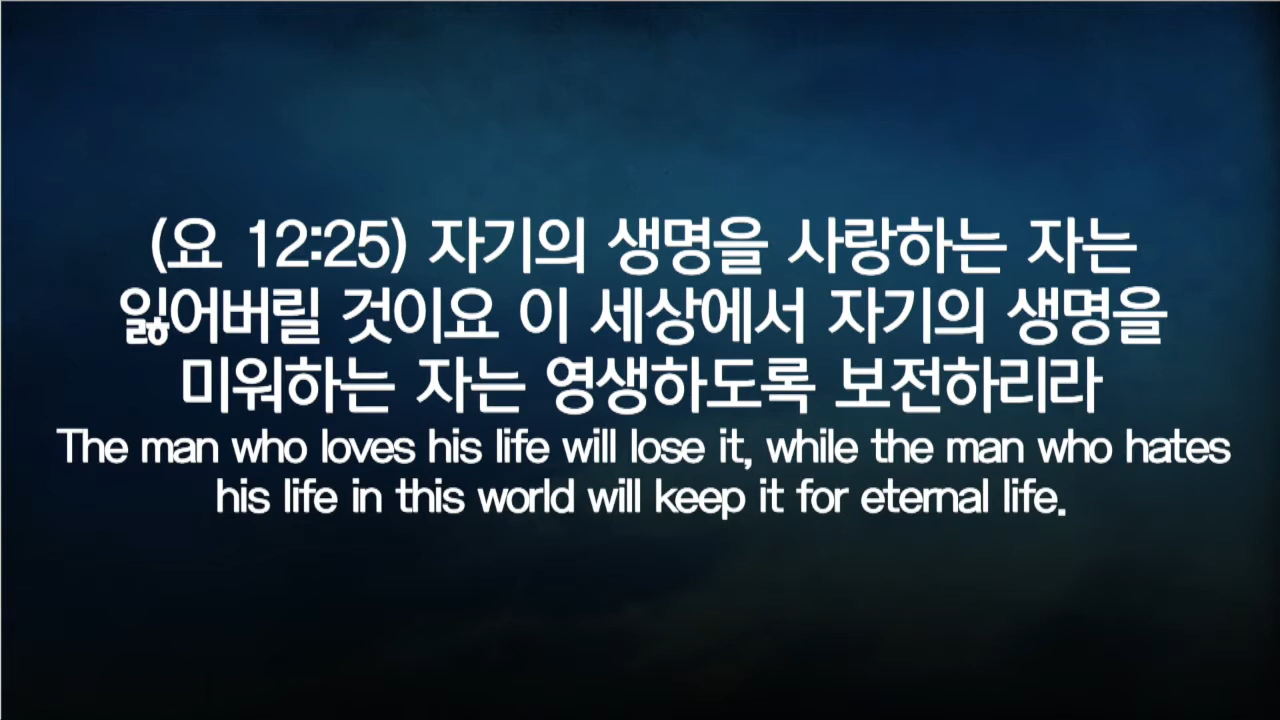 (요 12:25) 자기의 생명을 사랑하는 자는
잃어버릴 것이요 이 세상에서 자기의 생명을
미워하는 자는 영생하도록 보전하리라
The man who loves his life will lose it, while the man who hates
his life in this world will keep it for eternal life.